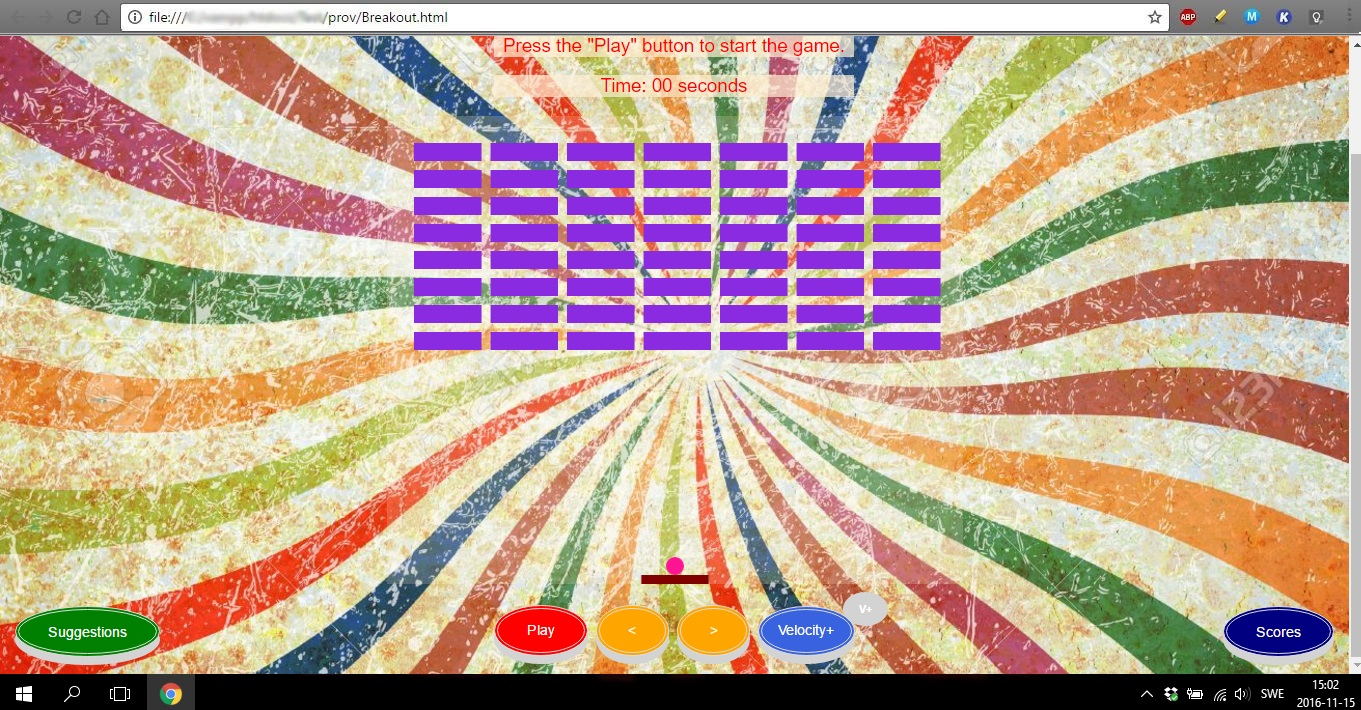 file:///
/prov/Breakout.html
ABP
M
K
Press the "Play" button to start the game.
Time: 00 seconds
123R
V+
Suggestions
Play
<
>
Velocity+
Scores
SWE
15:02
2016-11-15